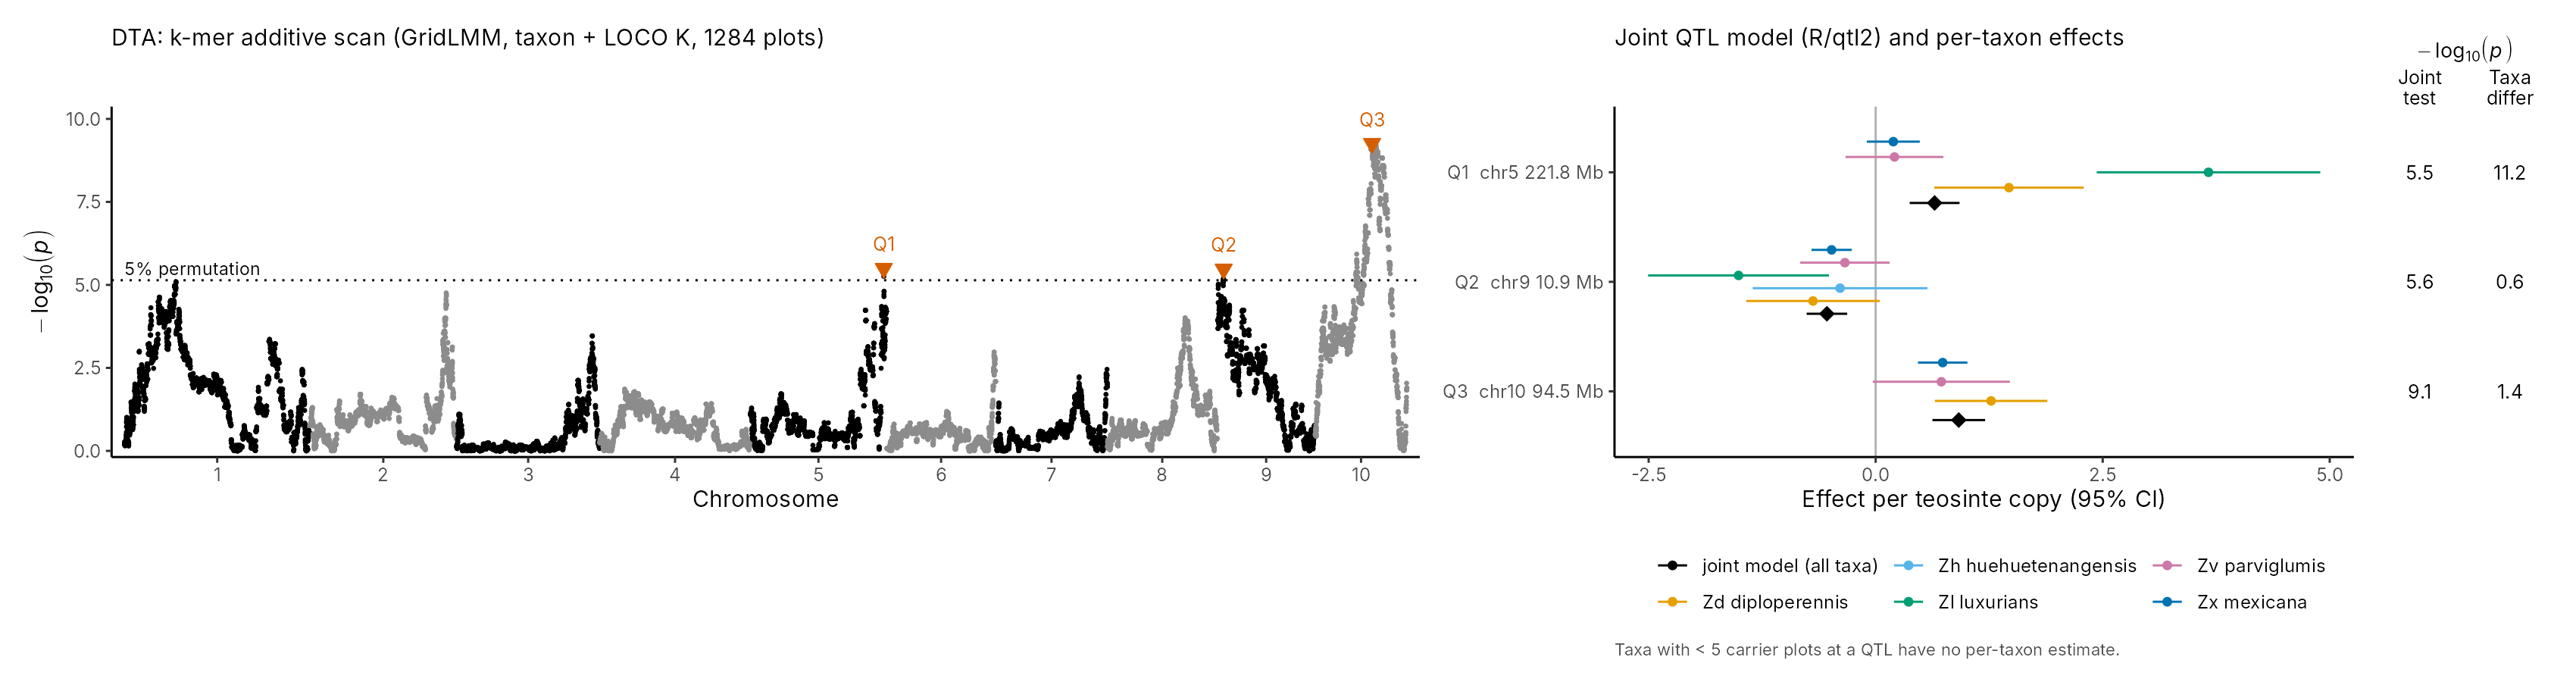 DTA: k-mer additive scan (GridLMM, taxon + LOCO K, 1284 plots)
− log10(p)
10.0
7.5
5.0
2.5
0.0
5% permutation
Q1
Q2
Q3
1 2 3 4 5 6 7 8 9 10
Chromosome
Joint QTL model (R/qtl2) and per-taxon effects
− log10(p)
Joint test
Taxa differ
Q1 chr5 221.8 Mb
5.5 11.2
Q2 chr9 10.9 Mb
5.6 0.6
Q3 chr10 94.5 Mb
9.1 1.4
-2.5 0.0 2.5 5.0
Effect per teosinte copy (95% CI)
joint model (all taxa) Zh huehuetenangensis Zv parviglumis
Zd diploperennis Zl luxurians Zx mexicana
Taxa with < 5 carrier plots at a QTL have no per-taxon estimate.